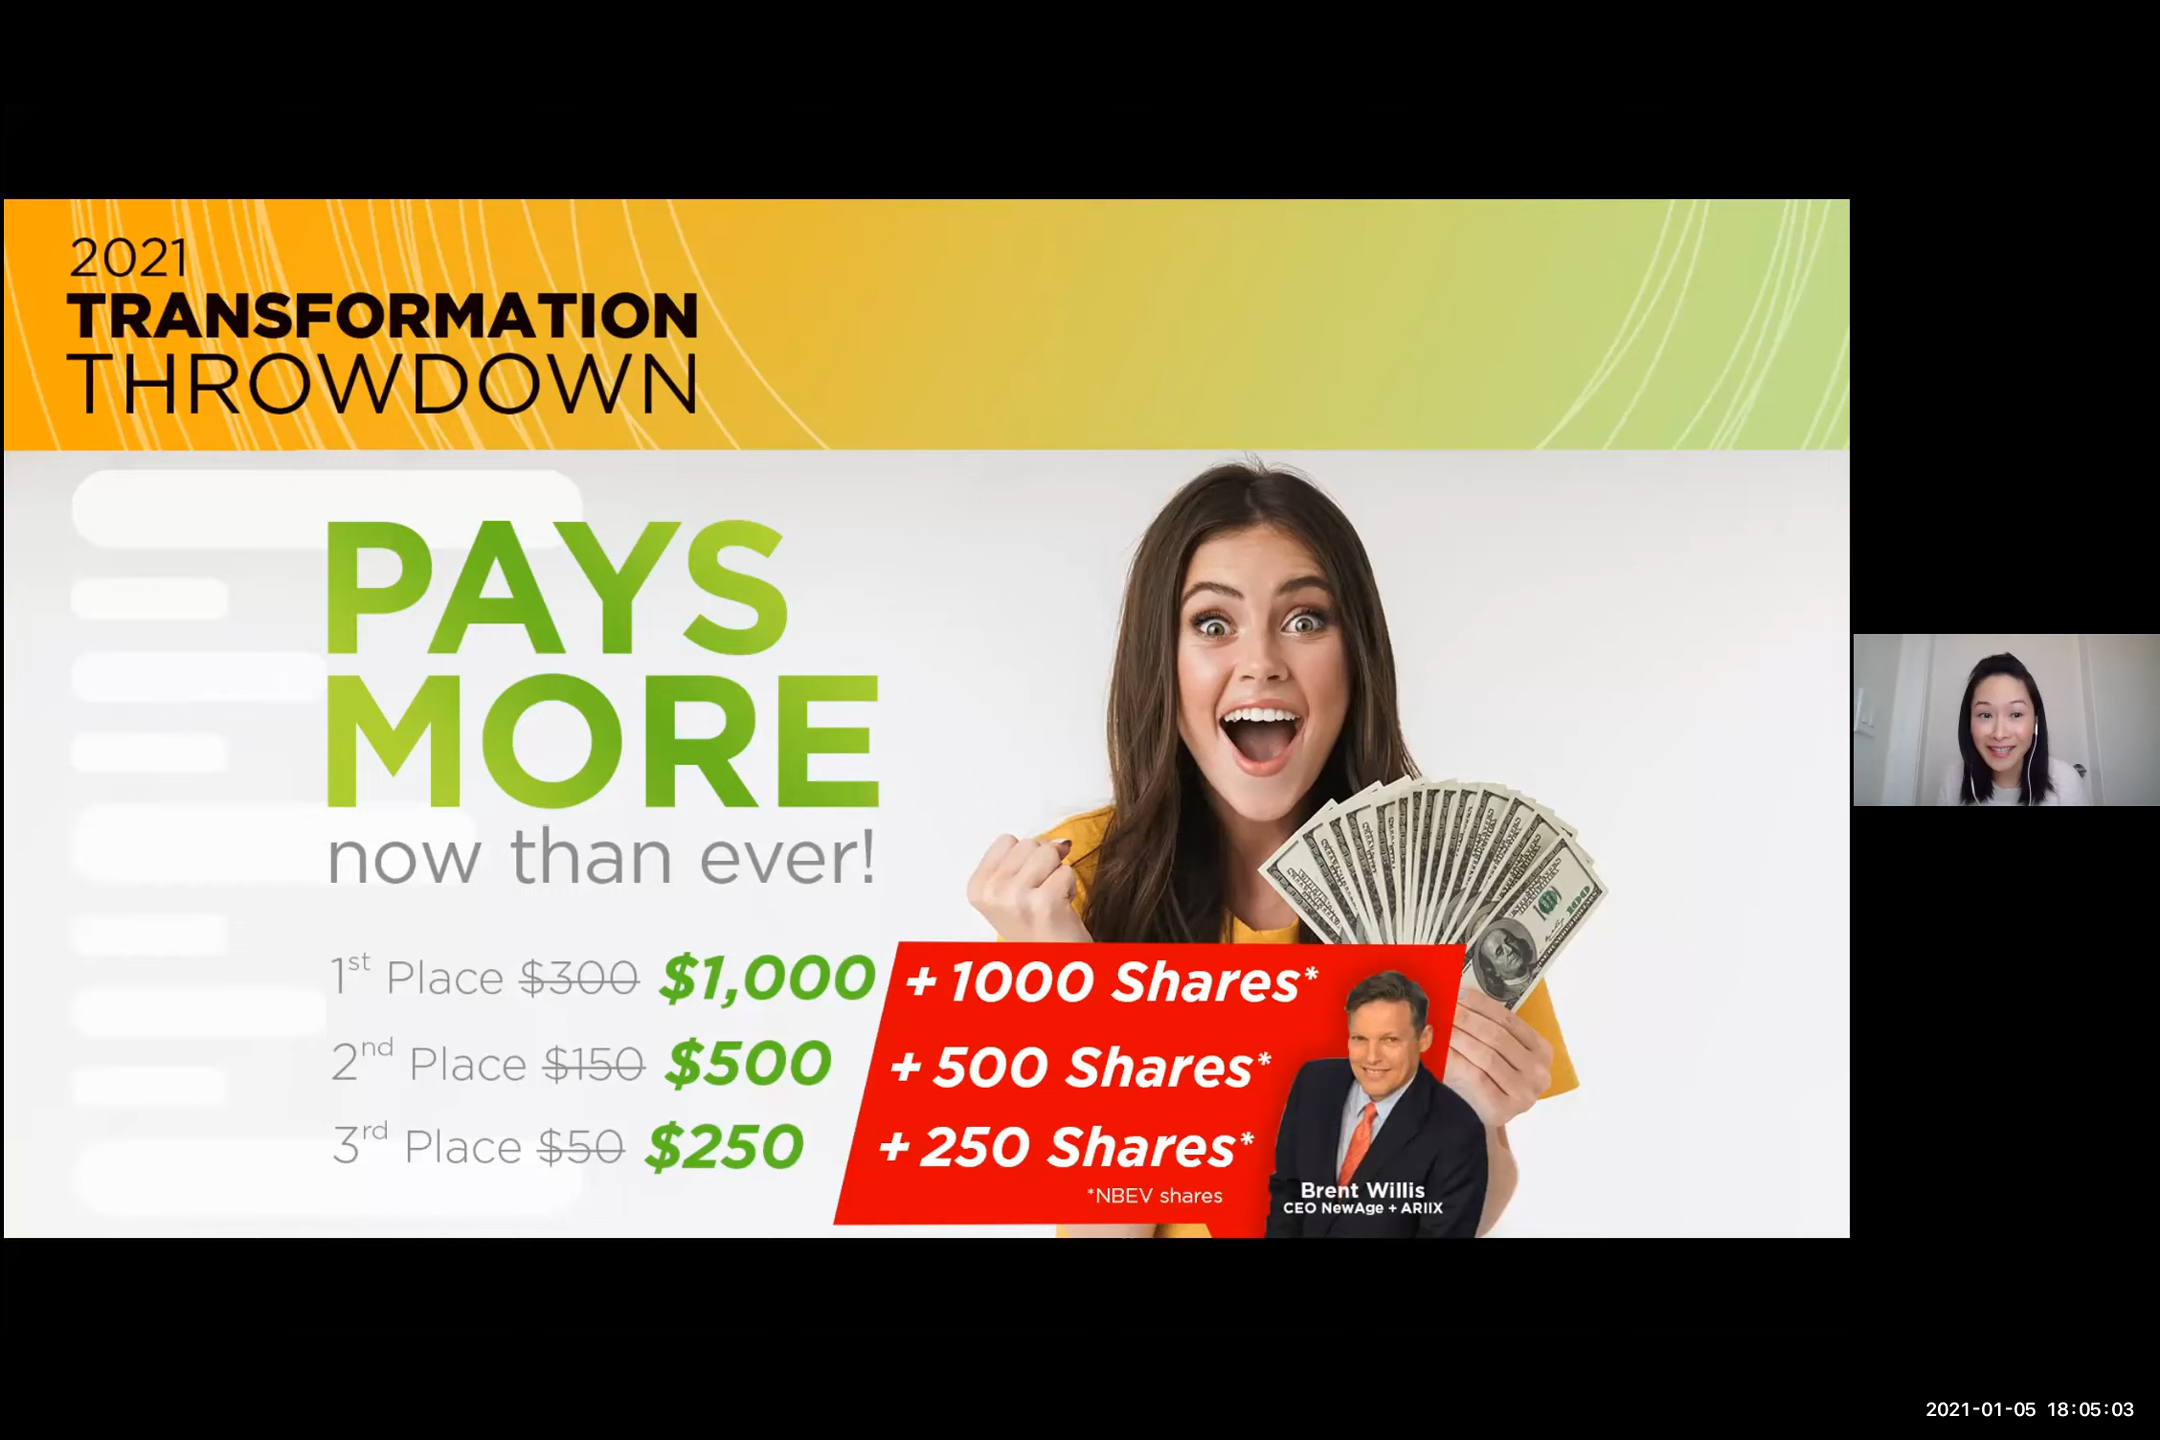 2021
TRANSFORMATION
THROWDOWN
PAYS
MORE
now than ever!
1st Place $300 $1,000 + 1000 Shares*
2nd Place $150 $500 + 500 Shares*
3rd Place $50 $250 + 250 Shares*
*NBEV shares
Brent Willis
CEO NewAge + ARIIX
100
2021-01-05 18:05:03